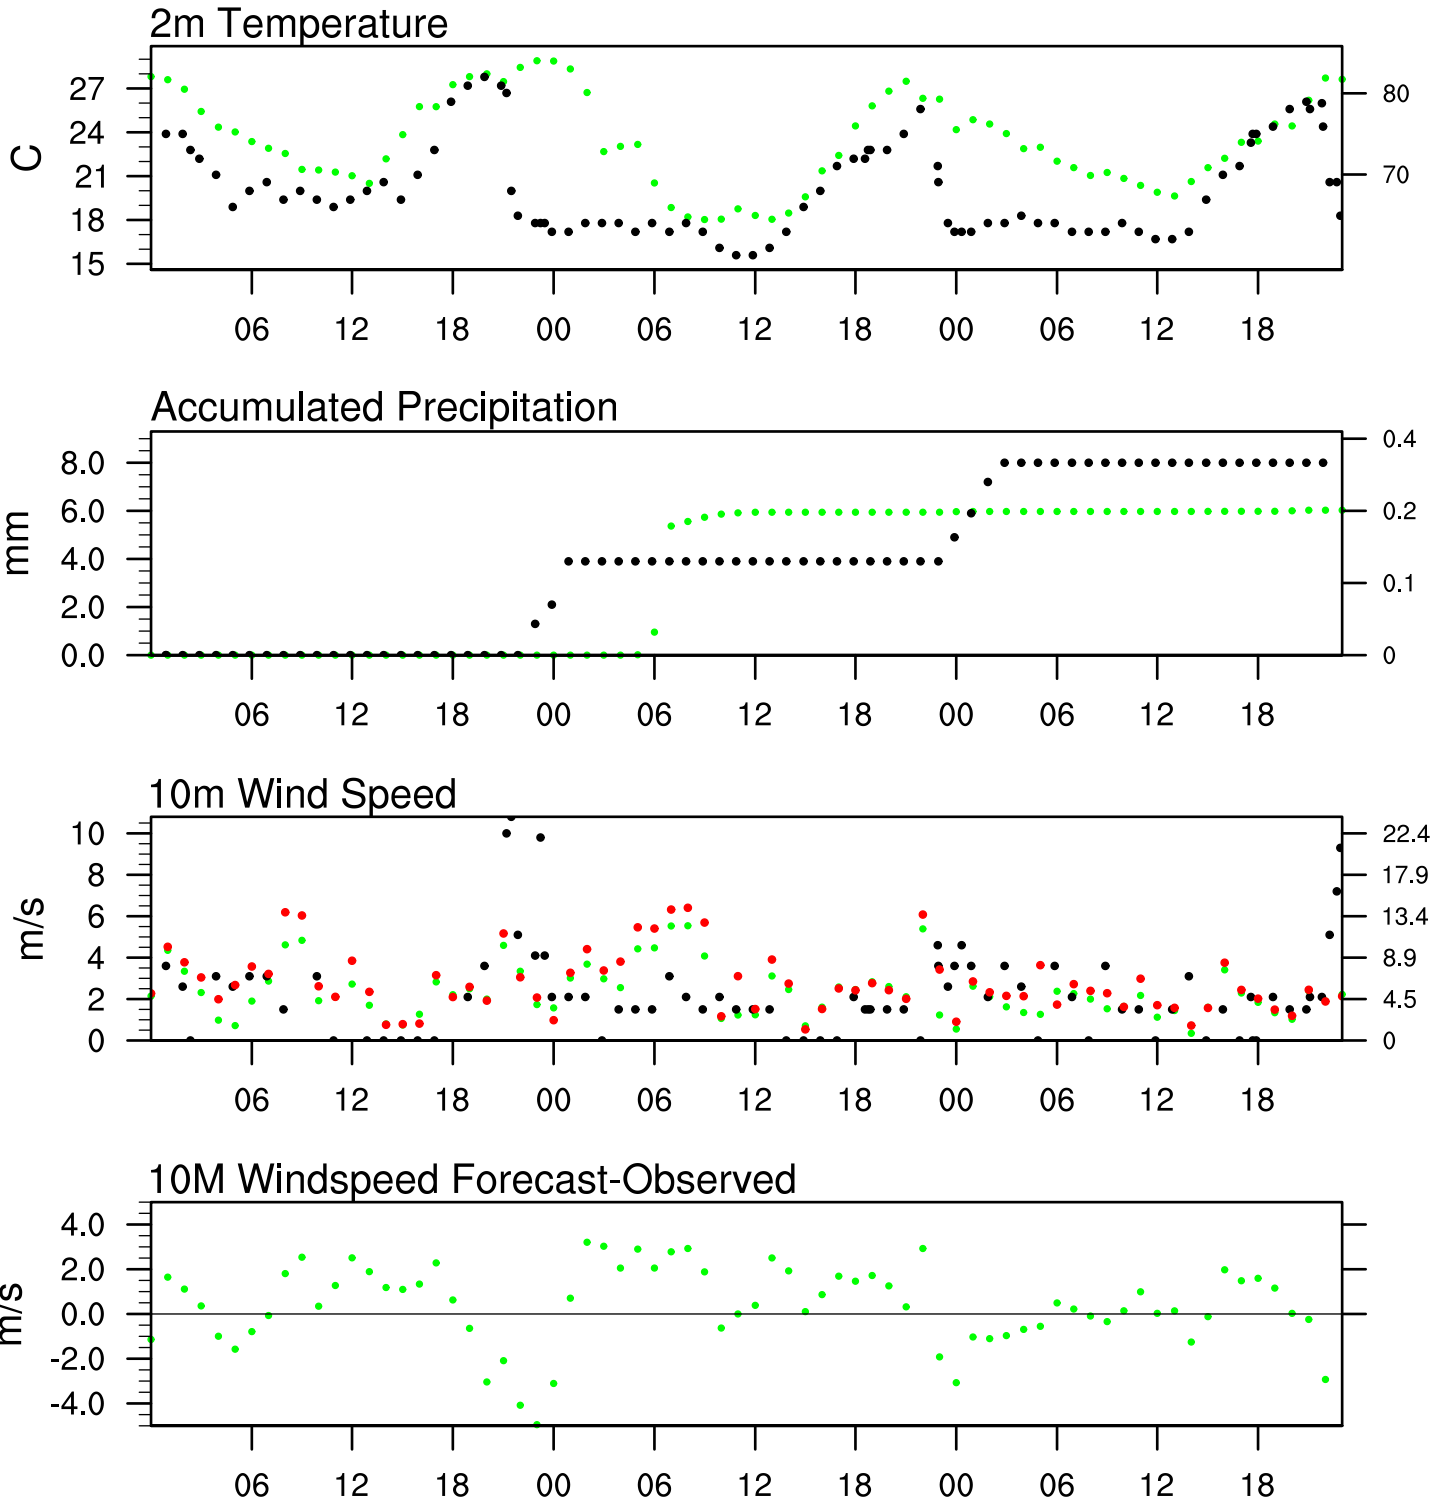 2m Temperature
27
24
21
18
15
C
80
70
06 12 18 00 06 12 18 00 06 12 18
Accumulated Precipitation
8.0
6.0
4.0
2.0
0.0
mm
0.4
0.2
0.1
0
06 12 18 00 06 12 18 00 06 12 18
10m Wind Speed
10
8
6
4
2
0
m/s
22.4
17.9
13.4
8.9
4.5
0
06 12 18 00 06 12 18 00 06 12 18
10M Windspeed Forecast-Observed
4.0
2.0
0.0
-2.0
-4.0
m/s
06 12 18 00 06 12 18 00 06 12 18